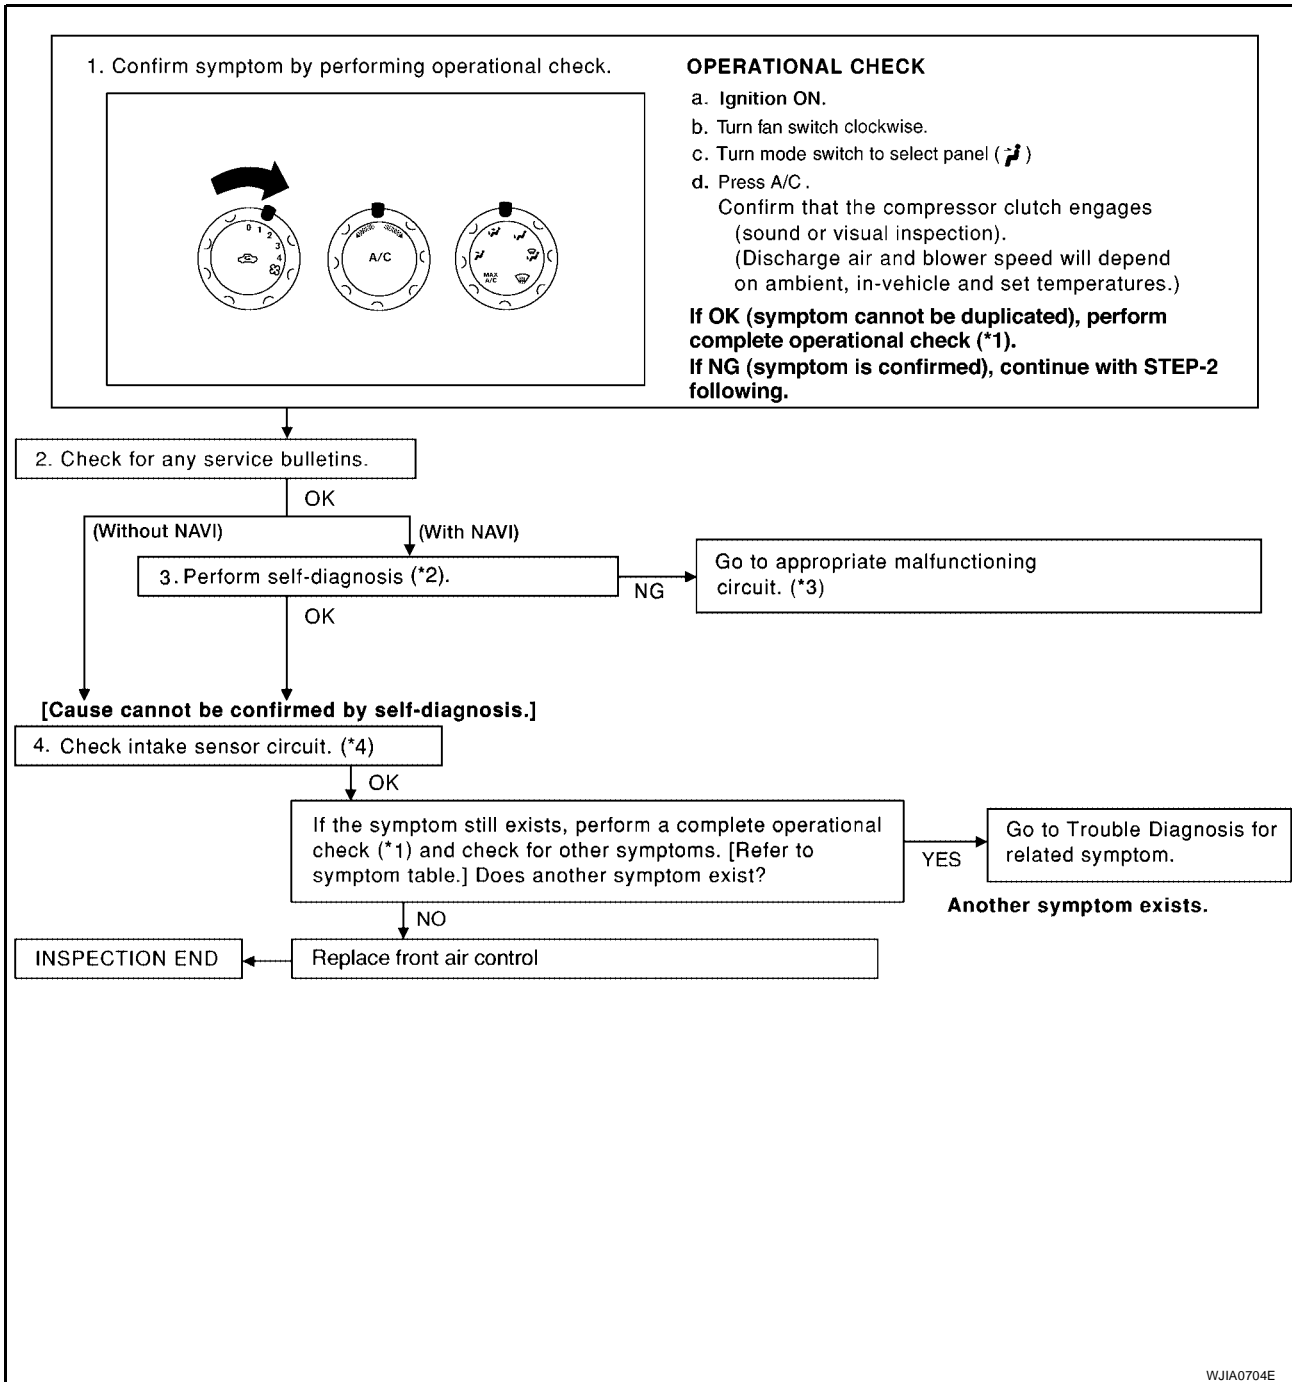 1. Confirm symptom by performing operational check.
0 1 2 3 4
A/C
MAX
A/C
OPERATIONAL CHECK
a. Ignition ON.
b. Turn fan switch clockwise.
c. Turn mode switch to select panel ( )
d. Press A/C .
Confirm that the compressor clutch engages
(sound or visual inspection).
(Discharge air and blower speed will depend
on ambient, in-vehicle and set temperatures.)
If OK (symptom cannot be duplicated), perform
complete operational check (*1).
If NG (symptom is confirmed), continue with STEP-2
following.
2. Check for any service bulletins.
OK
(Without NAVI)
(With NAVI)
3. Perform self-diagnosis (*2).
NG
Go to appropriate malfunctioning
circuit. (*3)
OK
[Cause cannot be confirmed by self-diagnosis.]
4. Check intake sensor circuit. (*4)
OK
If the symptom still exists, perform a complete operational
check (*1) and check for other symptoms. [Refer to
symptom table.] Does another symptom exist?
YES
Go to Trouble Diagnosis for
related symptom.
Another symptom exists.
NO
INSPECTION END
Replace front air control
WJIA0704E